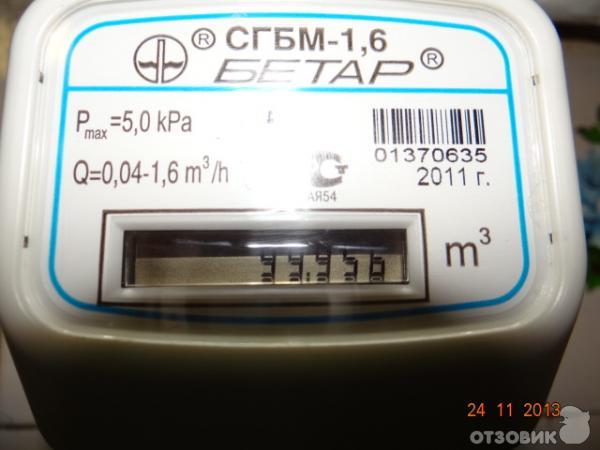 ® СГБМ-1,6
БЕТАР®
Pmax=5,0 kPa
01370635
Q=0,04-1,6 m³/h
2011 г.
АЯ54
m³
24 11 2013
ОТЗОВИК